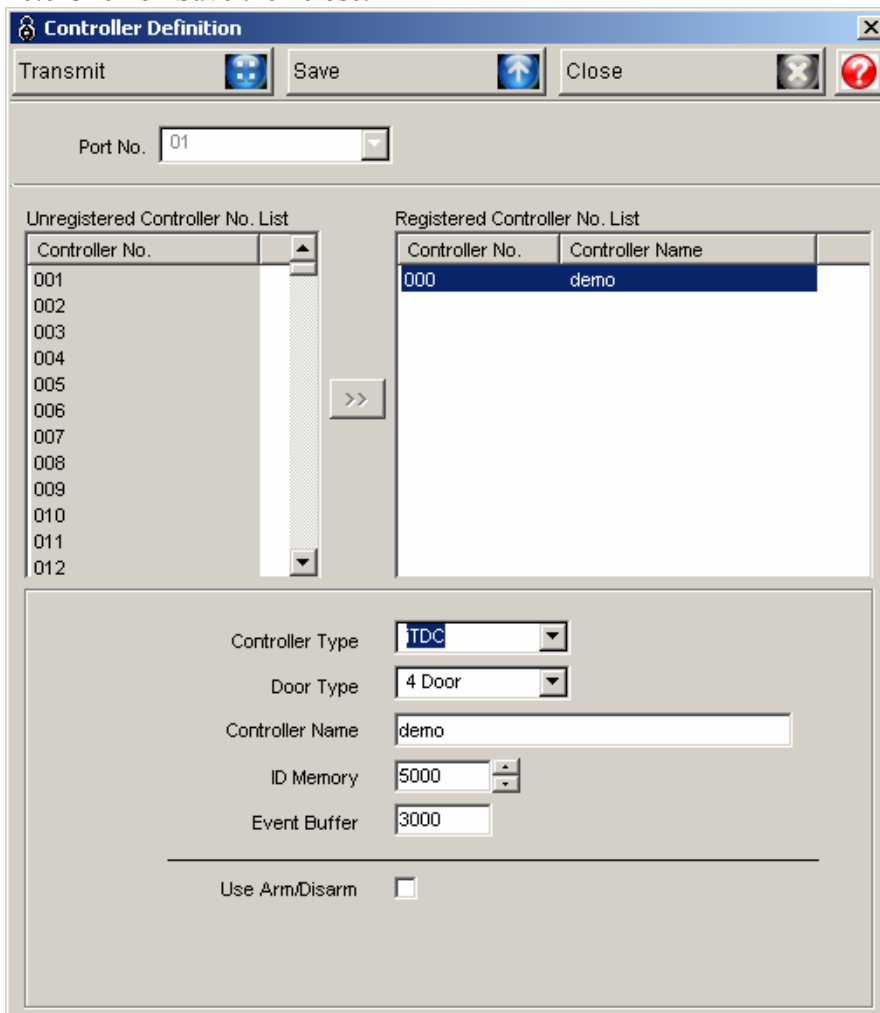 Controller Definition
Transmit Save Close
Port No. 01
Unregistered Controller No. List Registered Controller No. List
Controller No. Controller No. Controller Name
001 000 demo
002
003
004
005
>>
006
007
008
009
010
011
012
Controller Type iTDC
Door Type 4 Door
Controller Name demo
ID Memory 5000
Event Buffer 3000
Use Arm/Disarm